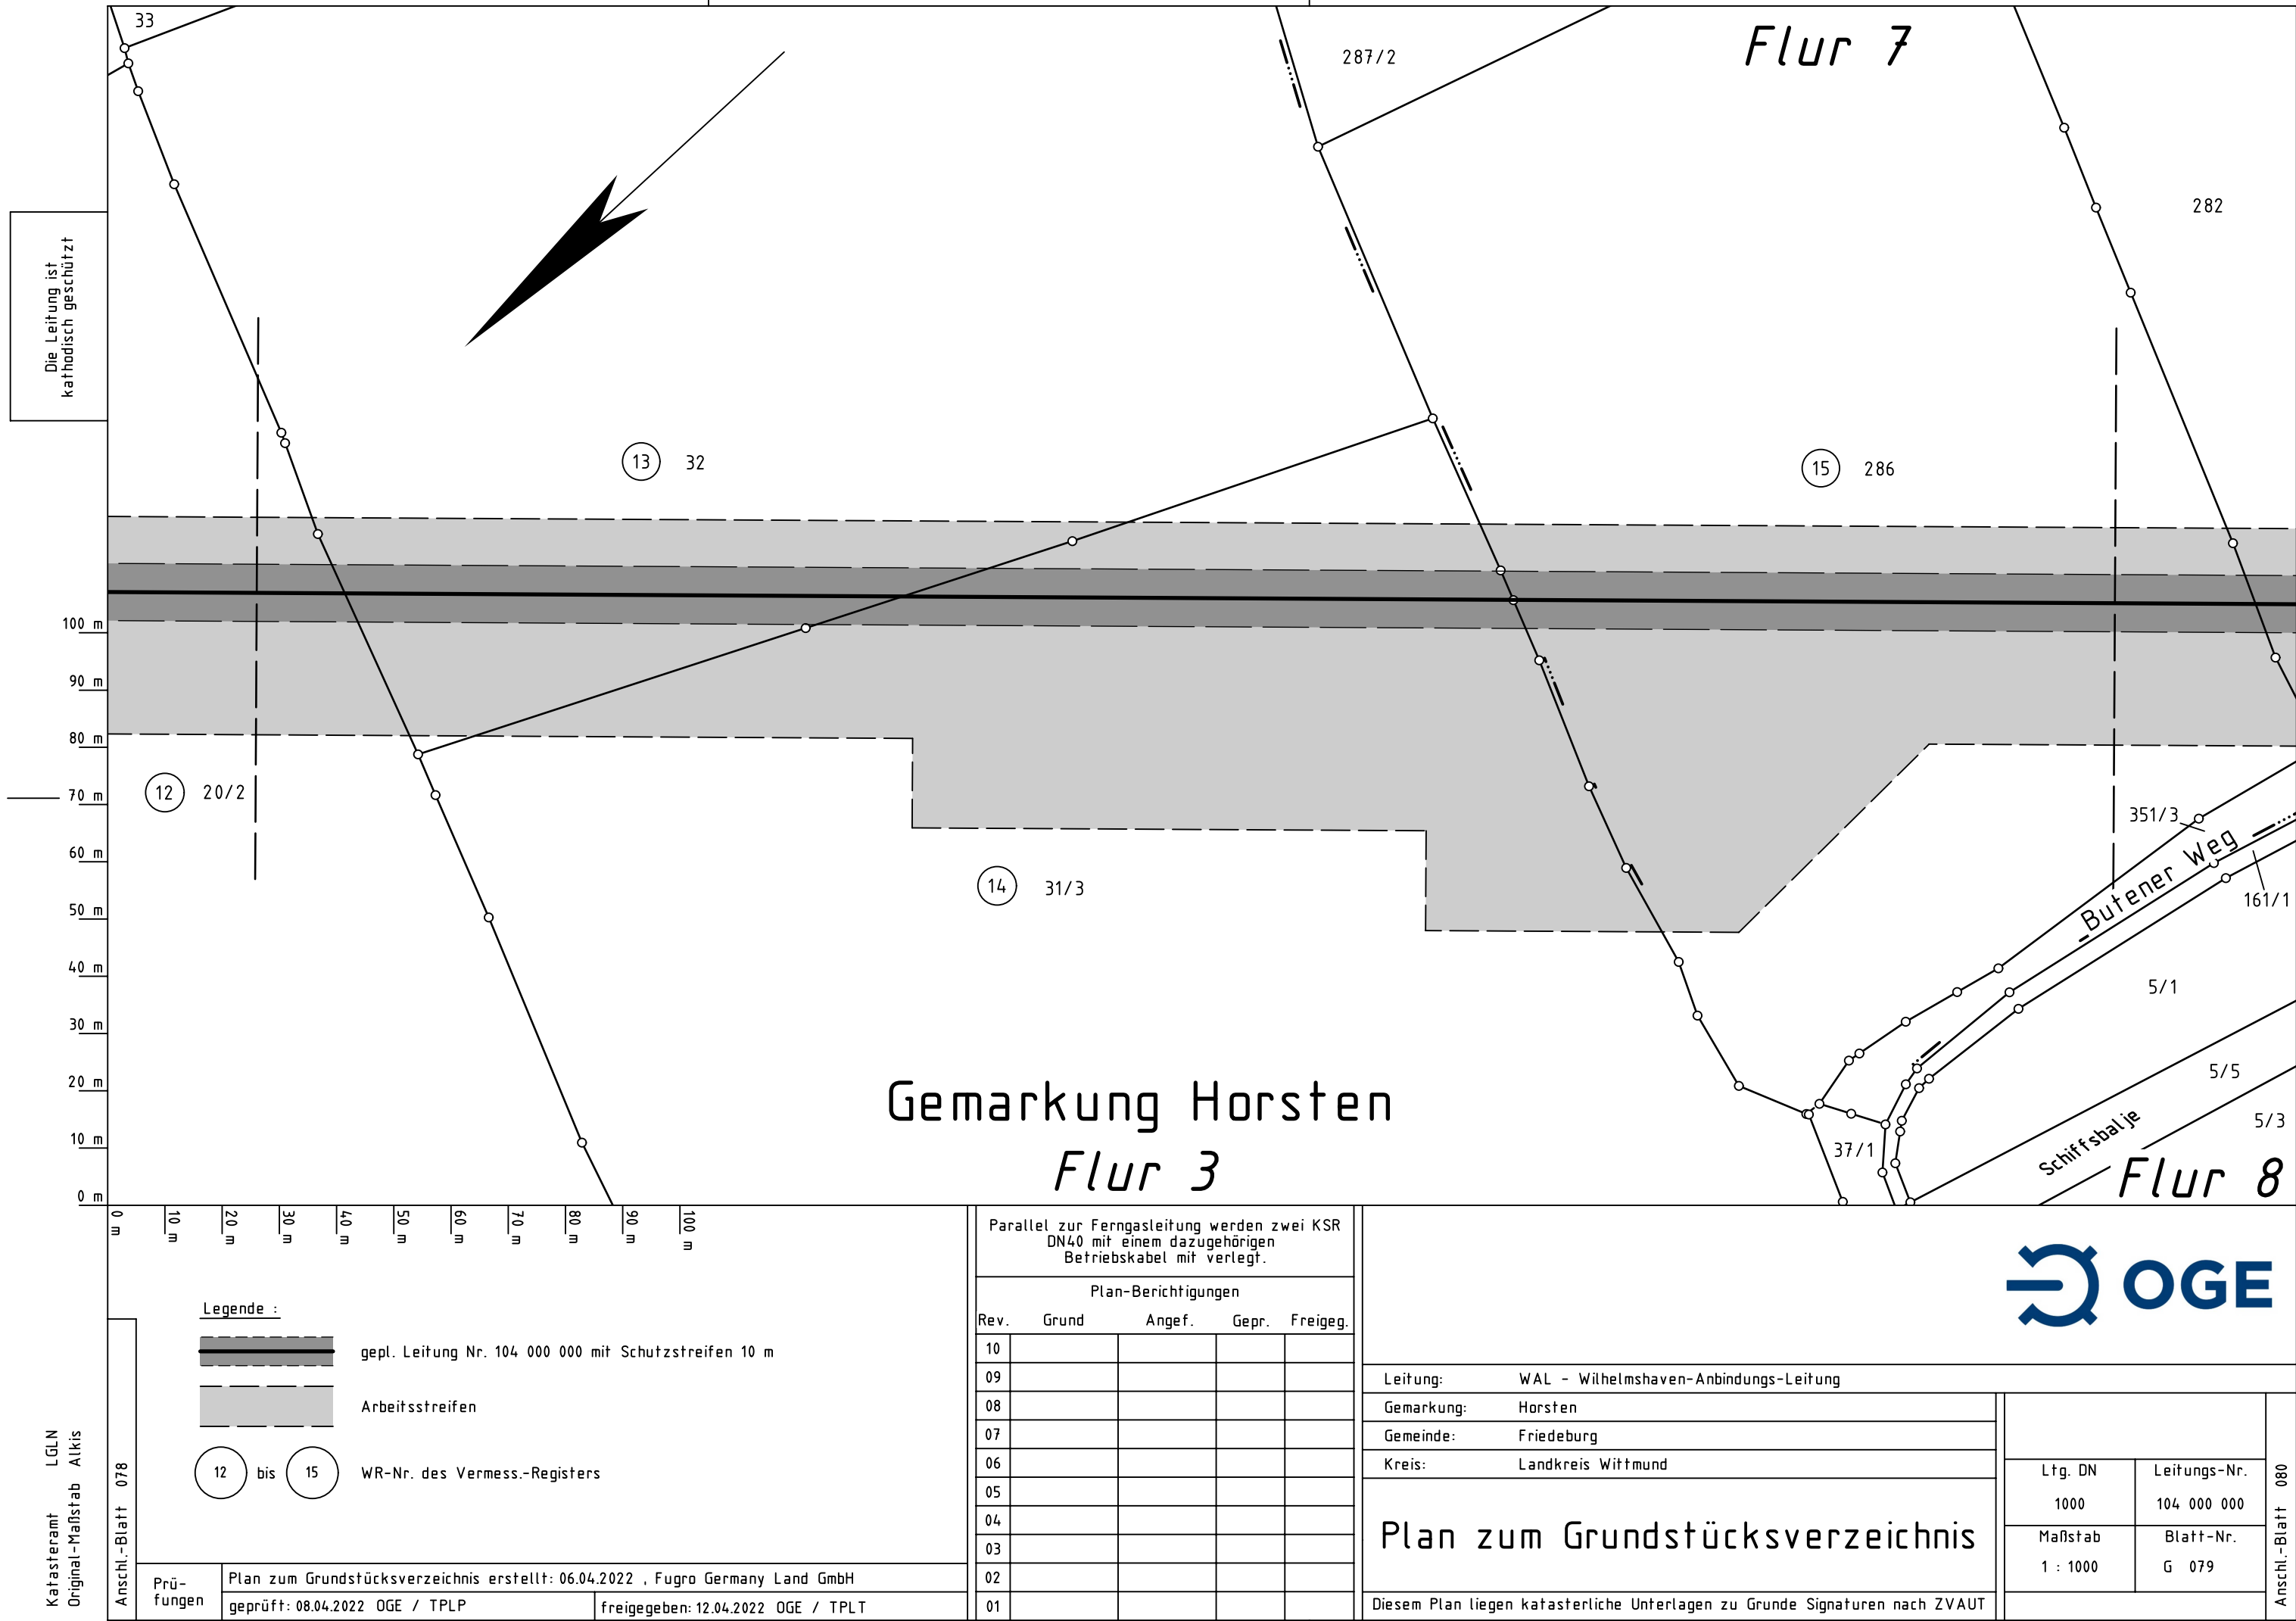 33
287/2
Flur 7
282
Die Leitung ist
kathodisch geschützt
13 32
15 286
100 m
90 m
80 m
70 m
60 m
50 m
40 m
30 m
20 m
10 m
0 m
12 20/2
14 31/3
351/3
Butener Weg
161/1
5/1
5/5
5/3
Schiffsbalje
37/1
Gemarkung Horsten
Flur 3
Flur 8
0 m
10 m
20 m
30 m
40 m
50 m
60 m
70 m
80 m
90 m
100 m
Legende :
gepl. Leitung Nr. 104 000 000 mit Schutzstreifen 10 m
Arbeitsstreifen
12 bis 15 WR-Nr. des Vermess.-Registers
Katasteramt LGLN
Original-Maßstab Alkis
Anschl.-Blatt 078
Prü-
fungen
Plan zum Grundstücksverzeichnis erstellt: 06.04.2022 , Fugro Germany Land GmbH
geprüft: 08.04.2022 OGE / TPLP
freigegeben: 12.04.2022 OGE / TPLT
Parallel zur Ferngasleitung werden zwei KSR
DN40 mit einem dazugehörigen
Betriebskabel mit verlegt.
Plan-Berichtigungen
Rev. Grund Angef. Gepr. Freigeg.
10
09
08
07
06
05
04
03
02
01
OGE
Leitung: WAL - Wilhelmshaven-Anbindungs-Leitung
Gemarkung: Horsten
Gemeinde: Friedeburg
Kreis: Landkreis Wittmund
Plan zum Grundstücksverzeichnis
Diesem Plan liegen katasterliche Unterlagen zu Grunde Signaturen nach ZVAUT
Ltg. DN Leitungs-Nr.
1000 104 000 000
Maßstab Blatt-Nr.
1 : 1000 G 079
Anschl.-Blatt 080